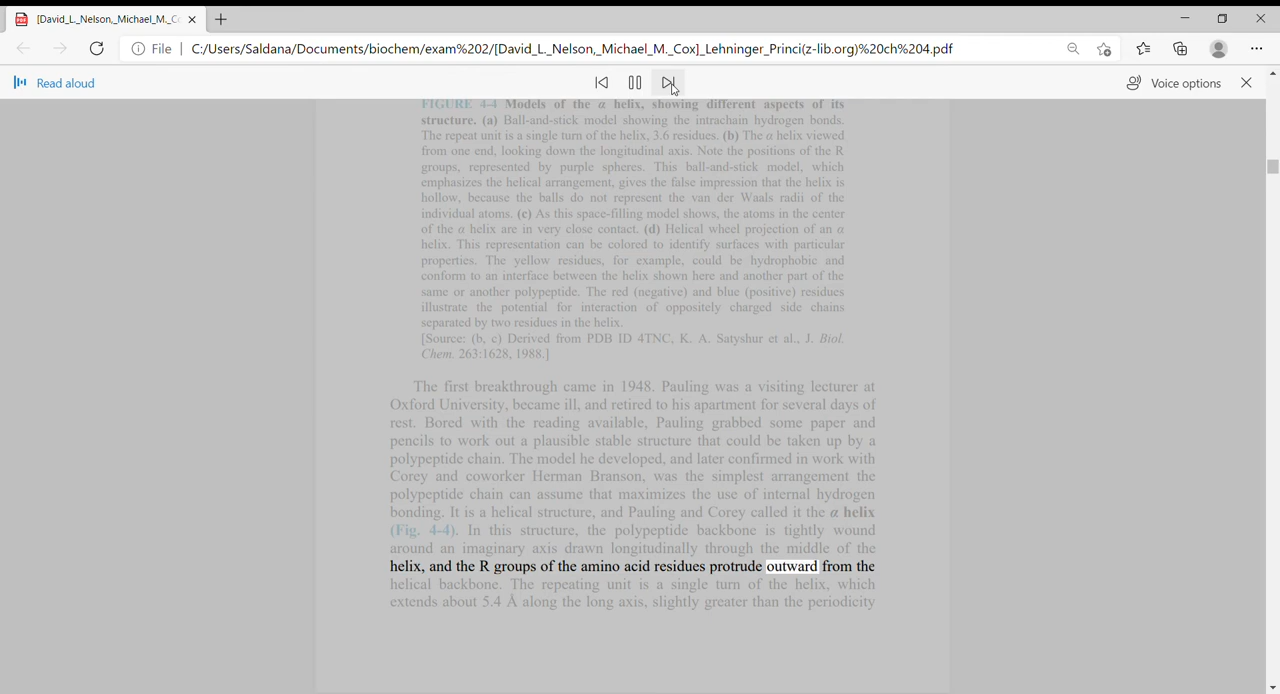 [David_L._Nelson,_Michael_M._C
File | C:/Users/Saldana/Documents/biochem/exam%202/[David_L._Nelson,_Michael_M._Cox]_Lehninger_Princi(z-lib.org)%20ch%204.pdf
Read aloud
Voice options
FIGURE 4-4 Models of the α helix, showing different aspects of its
structure. (a) Ball-and-stick model showing the intrachain hydrogen bonds.
The repeat unit is a single turn of the helix, 3.6 residues. (b) The α helix viewed
from one end, looking down the longitudinal axis. Note the positions of the R
groups, represented by purple spheres. This ball-and-stick model, which
emphasizes the helical arrangement, gives the false impression that the helix is
hollow, because the balls do not represent the van der Waals radii of the
individual atoms. (c) As this space-filling model shows, the atoms in the center
of the α helix are in very close contact. (d) Helical wheel projection of an α
helix. This representation can be colored to identify surfaces with particular
properties. The yellow residues, for example, could be hydrophobic and
conform to an interface between the helix shown here and another part of the
same or another polypeptide. The red (negative) and blue (positive) residues
illustrate the potential for interaction of oppositely charged side chains
separated by two residues in the helix.
[Source: (b, c) Derived from PDB ID 4TNC, K. A. Satyshur et al., J. Biol.
Chem. 263:1628, 1988.]
The first breakthrough came in 1948. Pauling was a visiting lecturer at
Oxford University, became ill, and retired to his apartment for several days of
rest. Bored with the reading available, Pauling grabbed some paper and
pencils to work out a plausible stable structure that could be taken up by a
polypeptide chain. The model he developed, and later confirmed in work with
Corey and coworker Herman Branson, was the simplest arrangement the
polypeptide chain can assume that maximizes the use of internal hydrogen
bonding. It is a helical structure, and Pauling and Corey called it the α helix
(Fig. 4-4). In this structure, the polypeptide backbone is tightly wound
around an imaginary axis drawn longitudinally through the middle of the
helix, and the R groups of the amino acid residues protrude outward from the
helical backbone. The repeating unit is a single turn of the helix, which
extends about 5.4 Å along the long axis, slightly greater than the periodicity